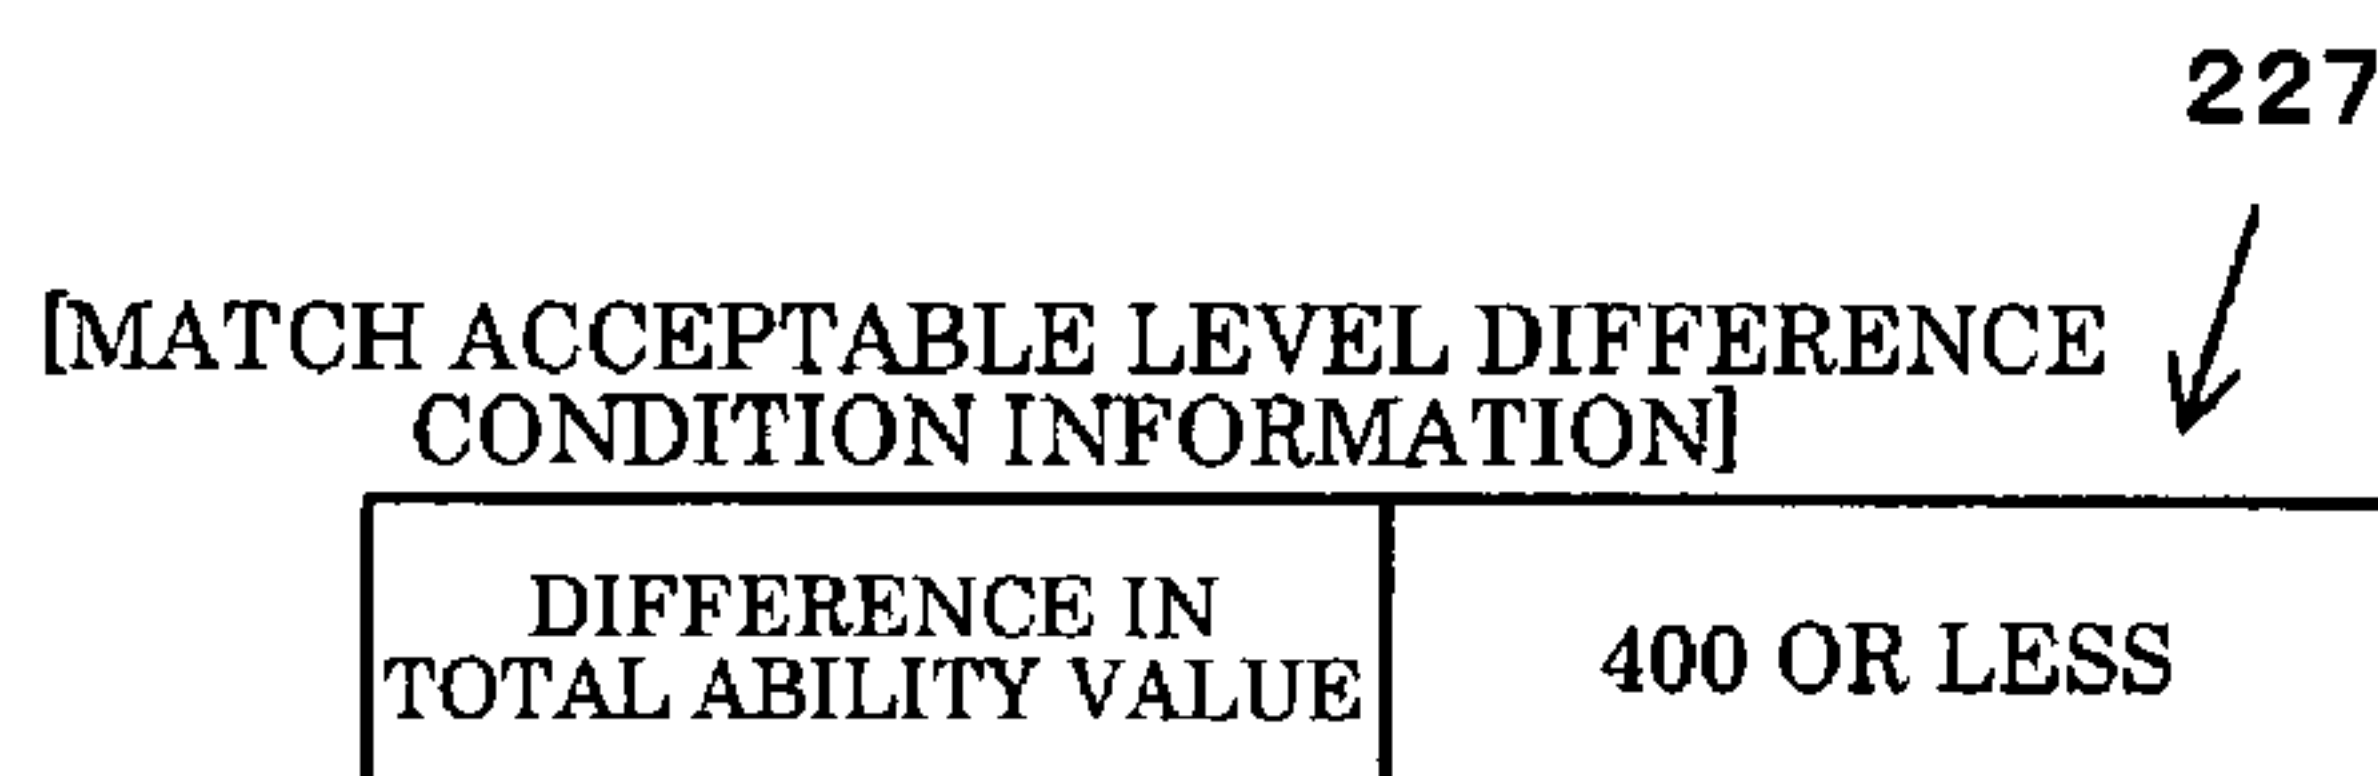 227
[MATCH ACCEPTABLE LEVEL DIFFERENCE
CONDITION INFORMATION]
DIFFERENCE IN
TOTAL ABILITY VALUE
400 OR LESS